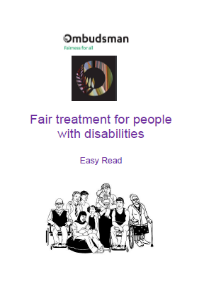 Ombudsman
Fairness for all
Fair treatment for people
with disabilities
Easy Read